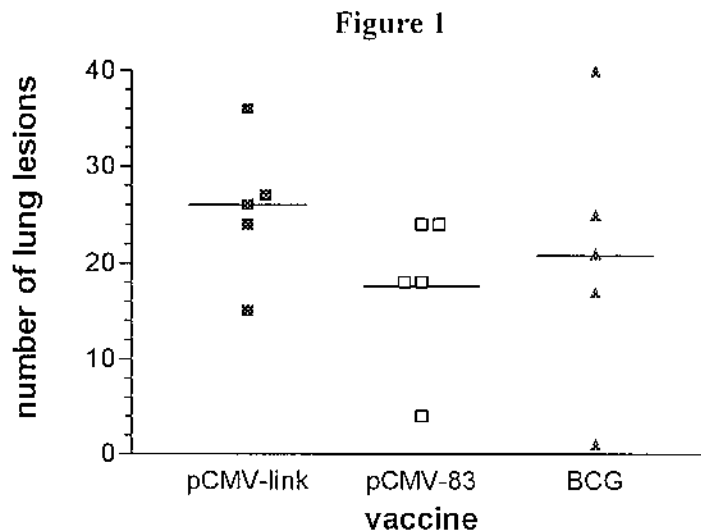 Figure 1
number of lung lesions
40
30
20
10
0
pCMV-link pCMV-83 BCG
vaccine